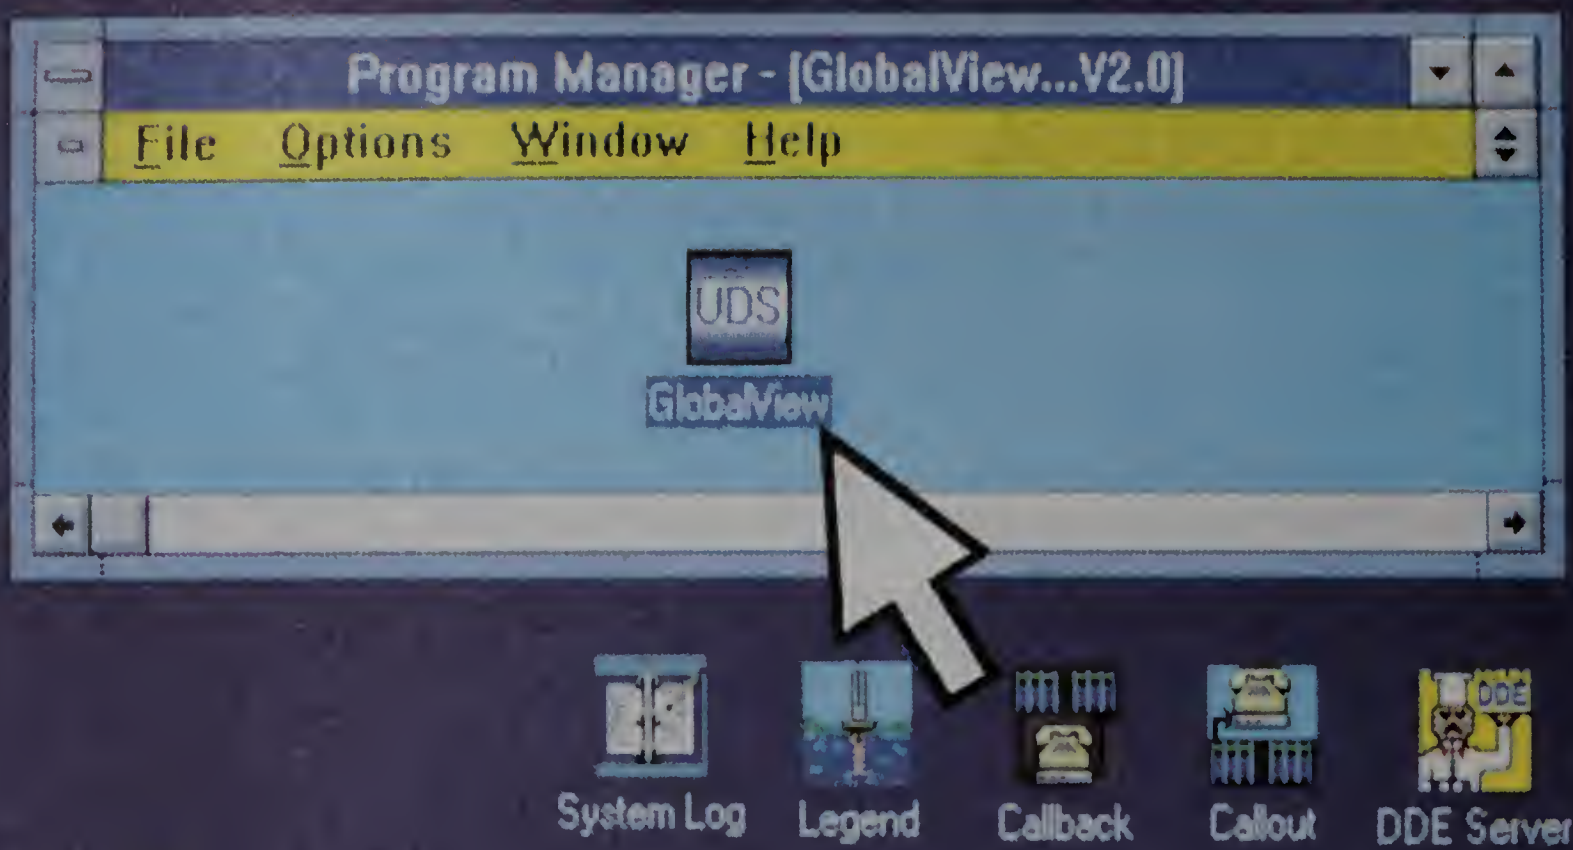 Program Manager - [GlobalView...V2.0]
File Options Window Help
UDS
GlobalView
System Log Legend Callback Callout DDE Server
DDE